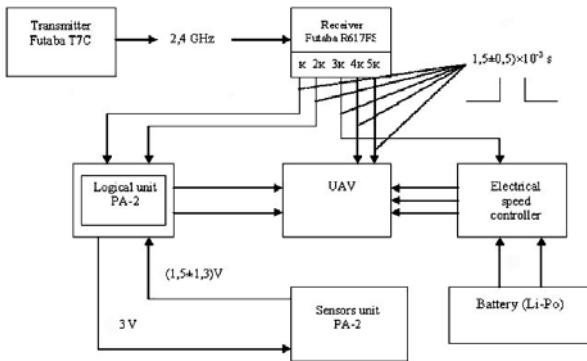 Transmitter
Futaba T7C
2,4 GHz
Receiver
Futaba R617FS
к 2к 3к 4к 5к
1,5±0,5)×10⁻³ s
Logical unit
PA-2
UAV
Electrical
speed
controller
(1,5±1,3)V
3 V
Sensors unit
PA-2
Battery (Li-Po)